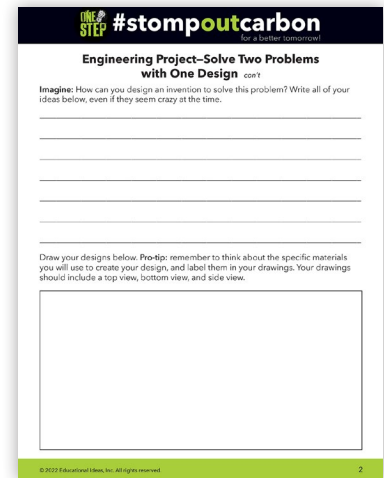 ONE STEP #stompoutcarbon
for a better tomorrow!
Engineering Project—Solve Two Problems
with One Design con't
Imagine: How can you design an invention to solve this problem? Write all of your
ideas below, even if they seem crazy at the time.
Draw your designs below. Pro-tip: remember to think about the specific materials
you will use to create your design, and label them in your drawings. Your drawings
should include a top view, bottom view, and side view.
© 2022 Educational Ideas, Inc. All rights reserved 2